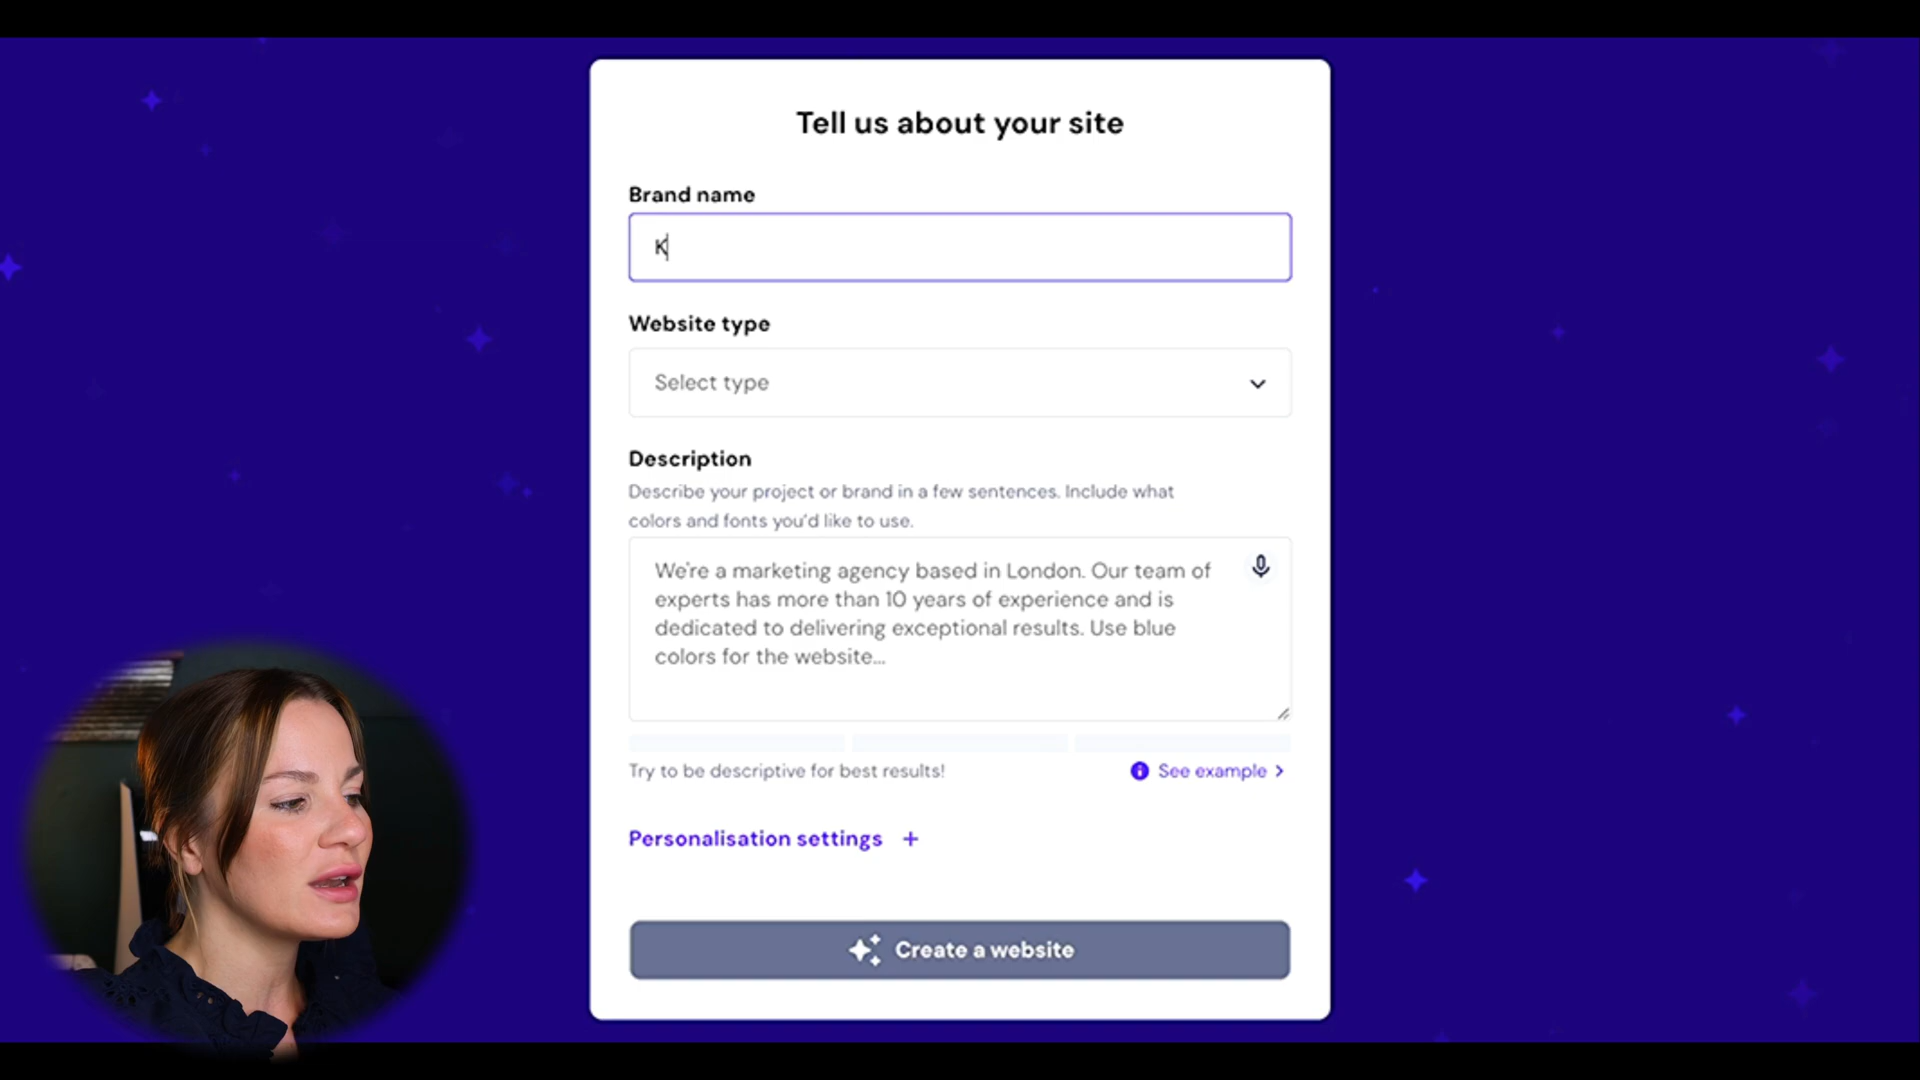 Tell us about your site
Brand name
K
Website type
Select type
Description
Describe your project or brand in a few sentences. Include what
colors and fonts you'd like to use.
We're a marketing agency based in London. Our team of
experts has more than 10 years of experience and is
dedicated to delivering exceptional results. Use blue
colors for the website...
Try to be descriptive for best results!
See example
Personalisation settings +
Create a website